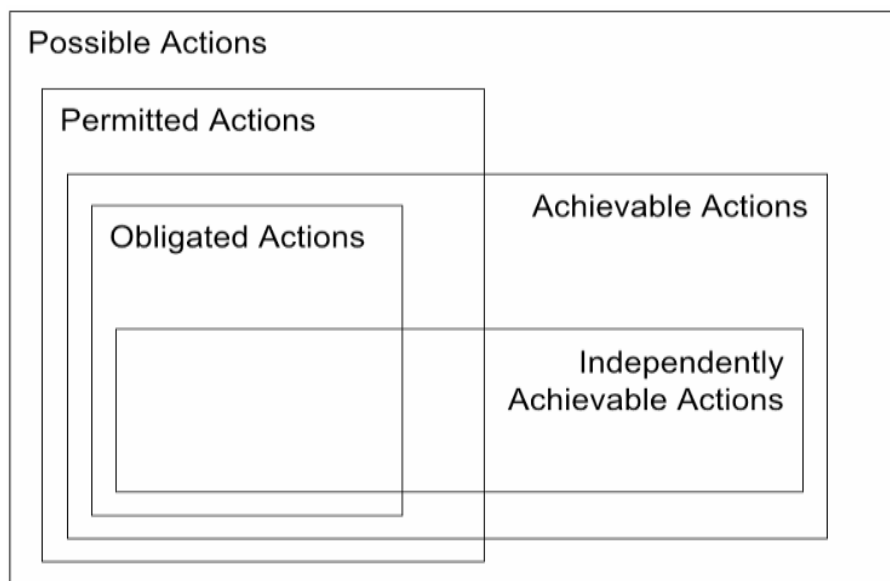 Possible Actions
Permitted Actions
Achievable Actions
Obligated Actions
Independently
Achievable Actions